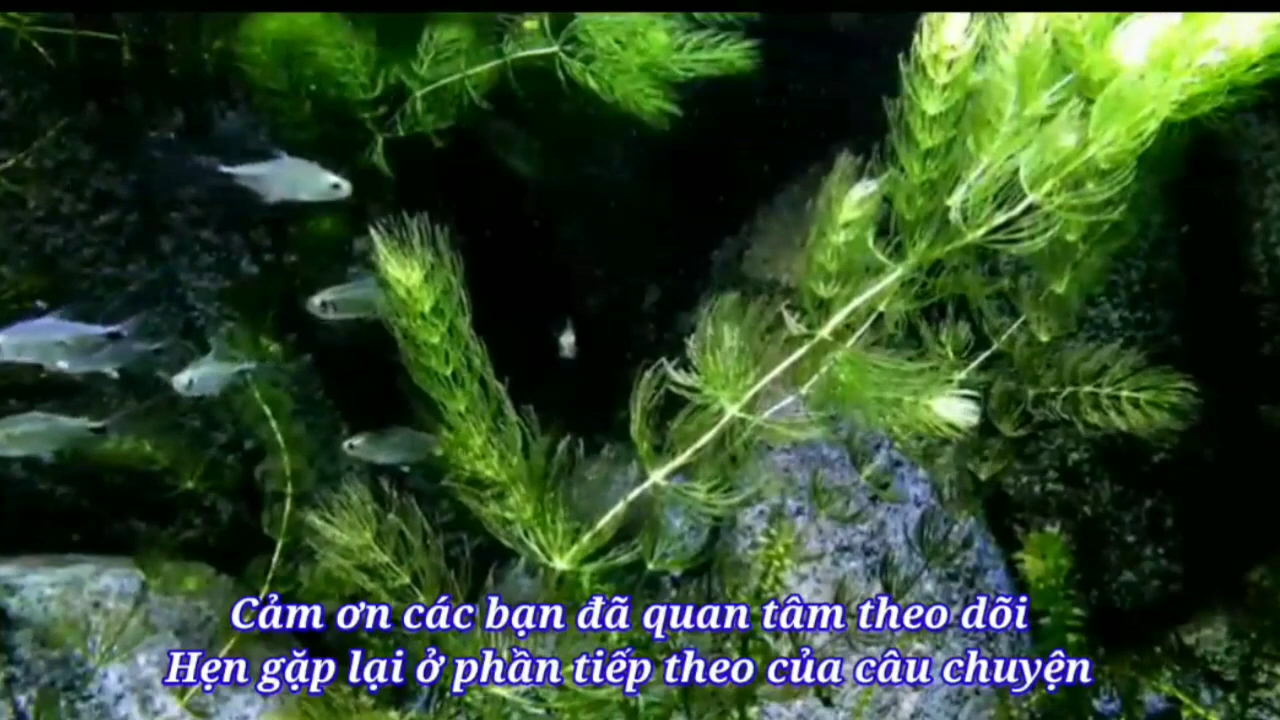 Cảm ơn các bạn đã quan tâm theo dõi
Hẹn gặp lại ở phần tiếp theo của câu chuyện